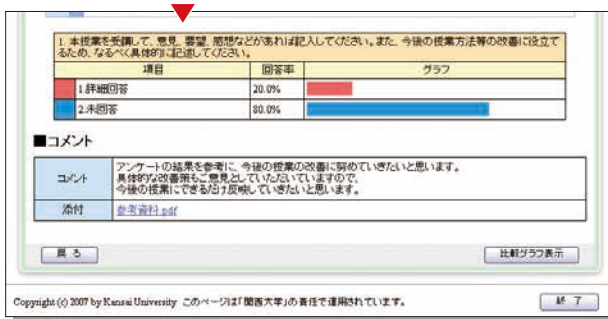 1. 本授業を受講して、意見、要望、感想などがあれば記入してください。また、今後の授業方法等の改善に役立て
るため、なるべく具体的に記述してください。
項目 回答率 グラフ
1.詳細回答 20.0%
2.未回答 80.0%
■コメント
コメント
アンケートの結果を参考に、今後の授業の改善に努めていきたいと思います。
具体的な改善策もご意見としていただいていますので、
今後の授業にできるだけ反映していきたいと思います。
添付 参考資料.pdf
戻る 比較グラフ表示
Copyright (c) 2007 by Kansai University このページは「関西大学」の責任で運用されています。 終了